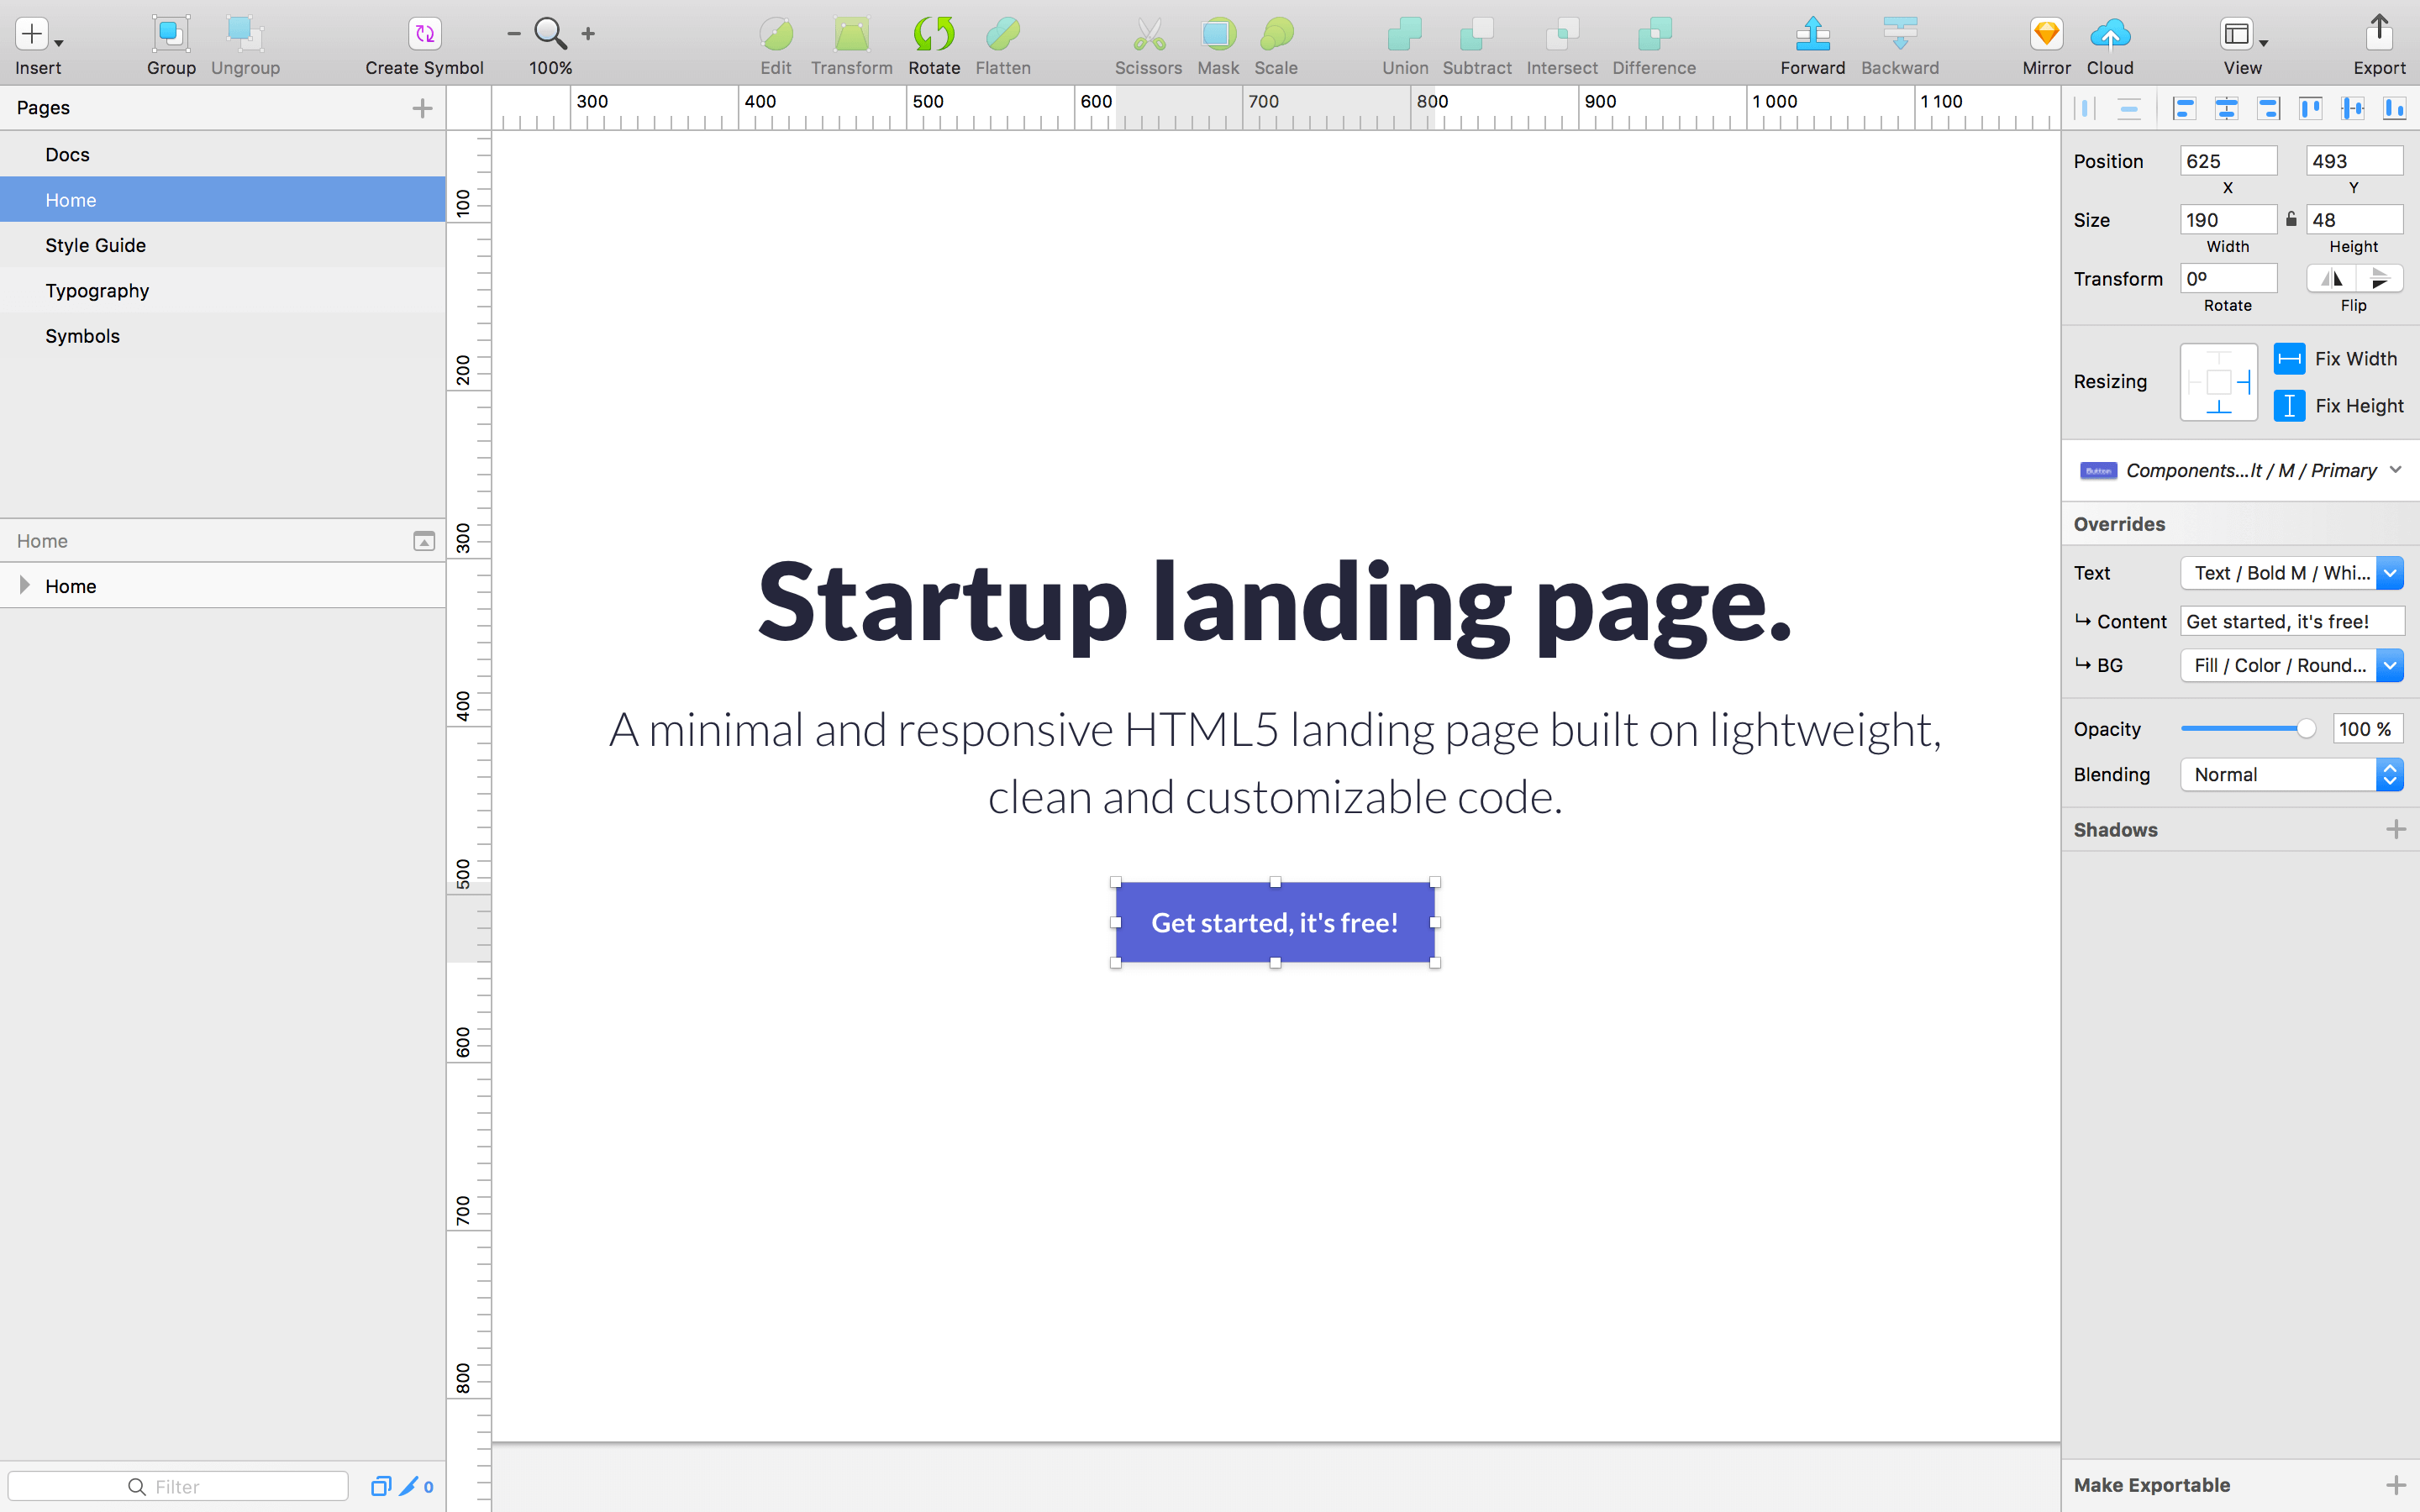 Insert
Group
Ungroup
Create Symbol
100%
Edit
Transform
Rotate
Flatten
Scissors
Mask
Scale
Union
Subtract
Intersect
Difference
Forward
Backward
Mirror
Cloud
View
Export
Pages
Docs
Home
Style Guide
Typography
Symbols
Home
Home
Filter
0
300 400 500 600 700 800 900 1 000 1 100
100
200
300
400
500
600
700
800
Startup landing page.
A minimal and responsive HTML5 landing page built on lightweight,
clean and customizable code.
Get started, it's free!
Position 625 493
X Y
Size 190 48
Width Height
Transform 0º
Rotate Flip
Resizing
Fix Width
Fix Height
Button Components...lt / M / Primary
Overrides
Text Text / Bold M / Whi...
↳ Content Get started, it's free!
↳ BG Fill / Color / Round...
Opacity 100 %
Blending Normal
Shadows
Make Exportable